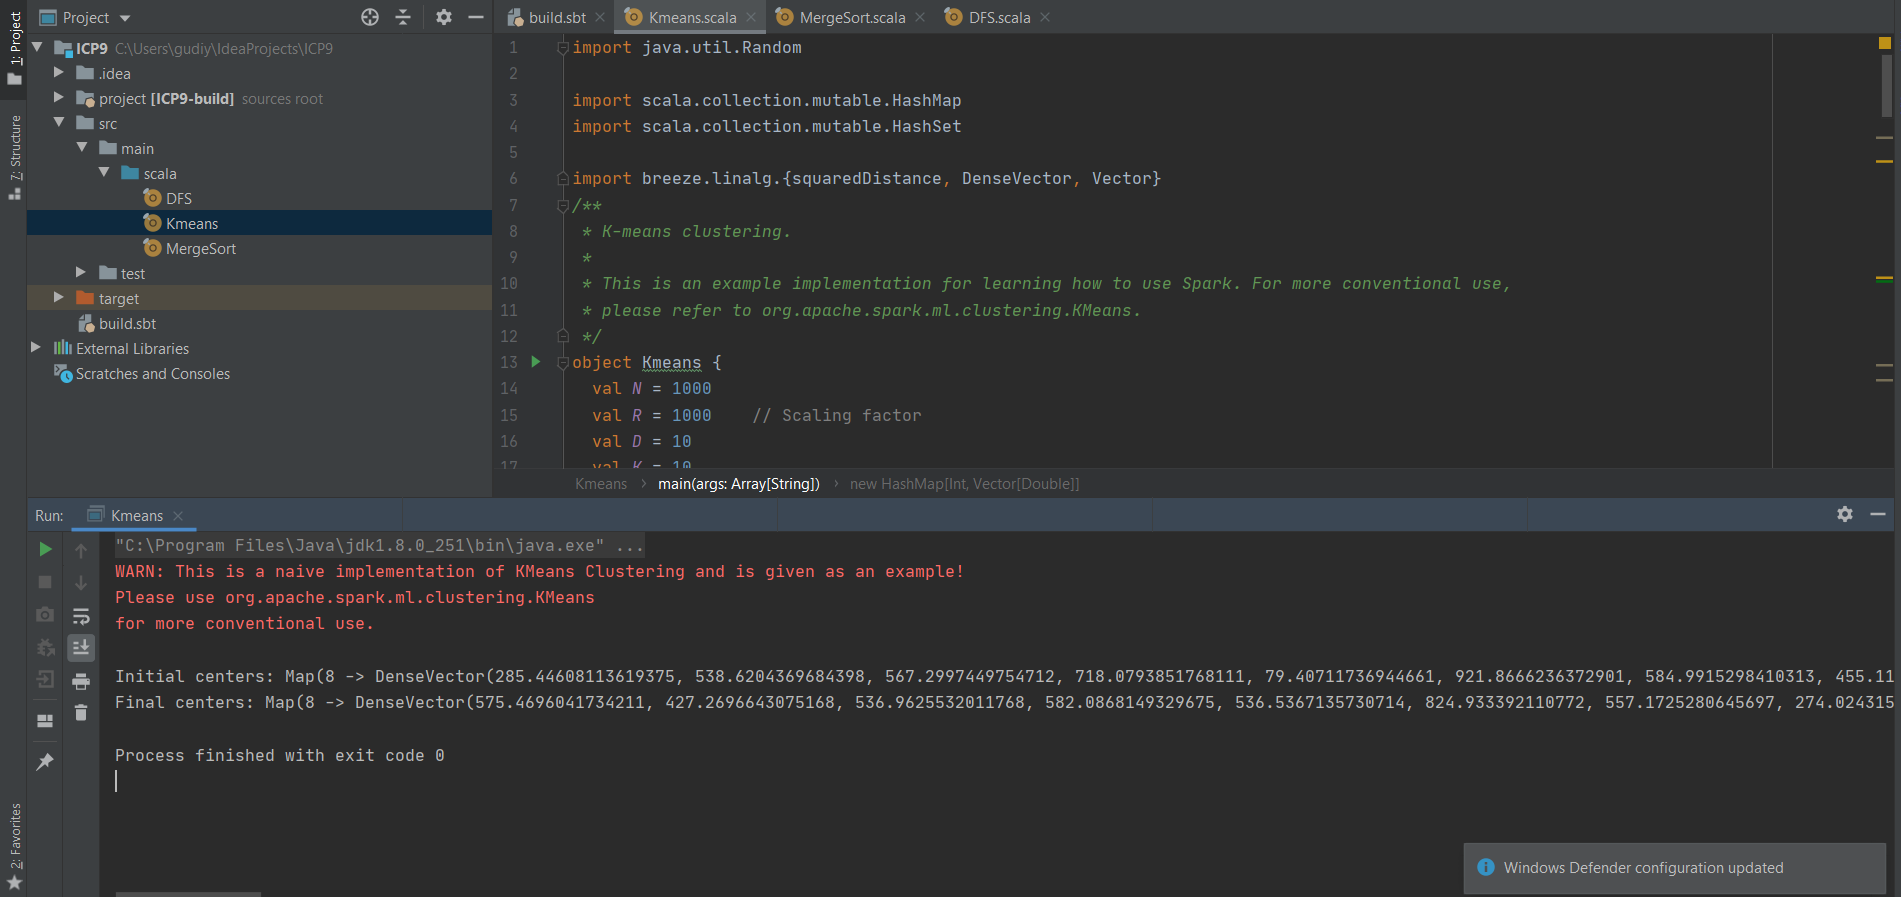 Project
build.sbt
Kmeans.scala
MergeSort.scala
DFS.scala
1: Project
7: Structure
2: Favorites
ICP9 C:\Users\gudiy\IdeaProjects\ICP9
.idea
project [ICP9-build] sources root
src
main
scala
DFS
Kmeans
MergeSort
test
target
build.sbt
External Libraries
Scratches and Consoles
1 import java.util.Random
2
3 import scala.collection.mutable.HashMap
4 import scala.collection.mutable.HashSet
5
6 import breeze.linalg.{squaredDistance, DenseVector, Vector}
7 /**
8 * K-means clustering.
9 *
10 * This is an example implementation for learning how to use Spark. For more conventional use,
11 * please refer to org.apache.spark.ml.clustering.KMeans.
12 */
13 object Kmeans {
14 val N = 1000
15 val R = 1000 // Scaling factor
16 val D = 10
17 val K = 10
Kmeans › main(args: Array[String]) › new HashMap[Int, Vector[Double]]
Run: Kmeans
"C:\Program Files\Java\jdk1.8.0_251\bin\java.exe" ...
WARN: This is a naive implementation of KMeans Clustering and is given as an example!
Please use org.apache.spark.ml.clustering.KMeans
for more conventional use.
Initial centers: Map(8 -> DenseVector(285.44608113619375, 538.6204369684398, 567.2997449754712, 718.0793851768111, 79.40711736944661, 921.8666236372901, 584.9915298410313, 455.11
Final centers: Map(8 -> DenseVector(575.4696041734211, 427.2696643075168, 536.9625532011768, 582.0868149329675, 536.5367135730714, 824.933392110772, 557.1725280645697, 274.024315
Process finished with exit code 0
Windows Defender configuration updated